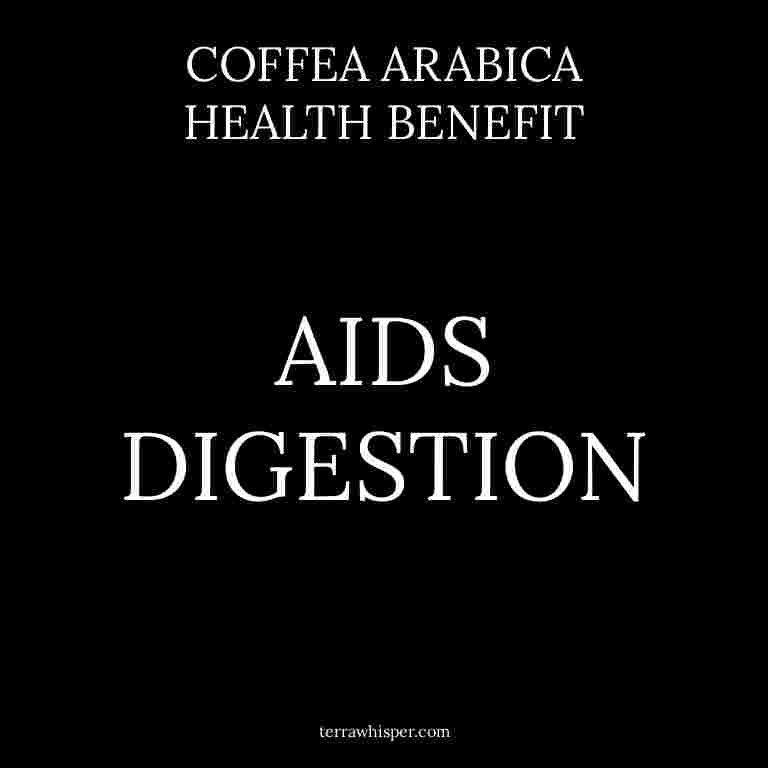 COFFEA ARABICA
HEALTH BENEFIT
AIDS
DIGESTION
terrawhisper.com